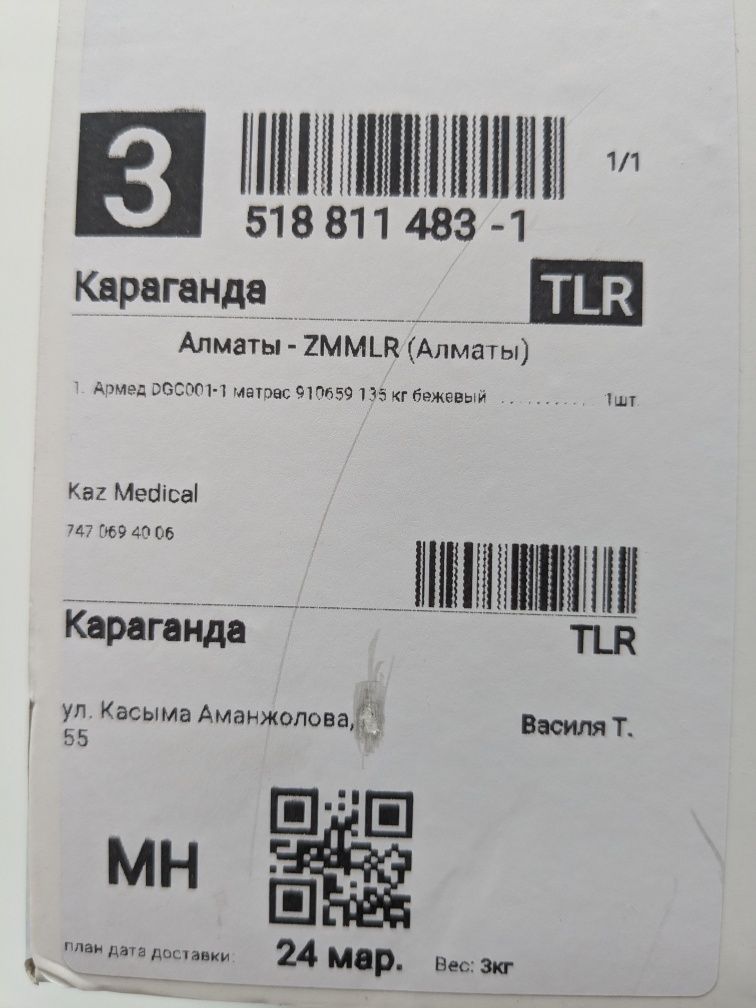 3
1/1
518 811 483 -1
Караганда
TLR
Алматы - ZMMLR (Алматы)
1. Армед DGC001-1 матрас 910659 135 кг бежевый ........... 1шт.
Kaz Medical
747 069 40 06
Караганда
TLR
ул. Касыма Аманжолова,
55
Василя Т.
МН
план дата доставки: 24 мар. Вес: 3кг